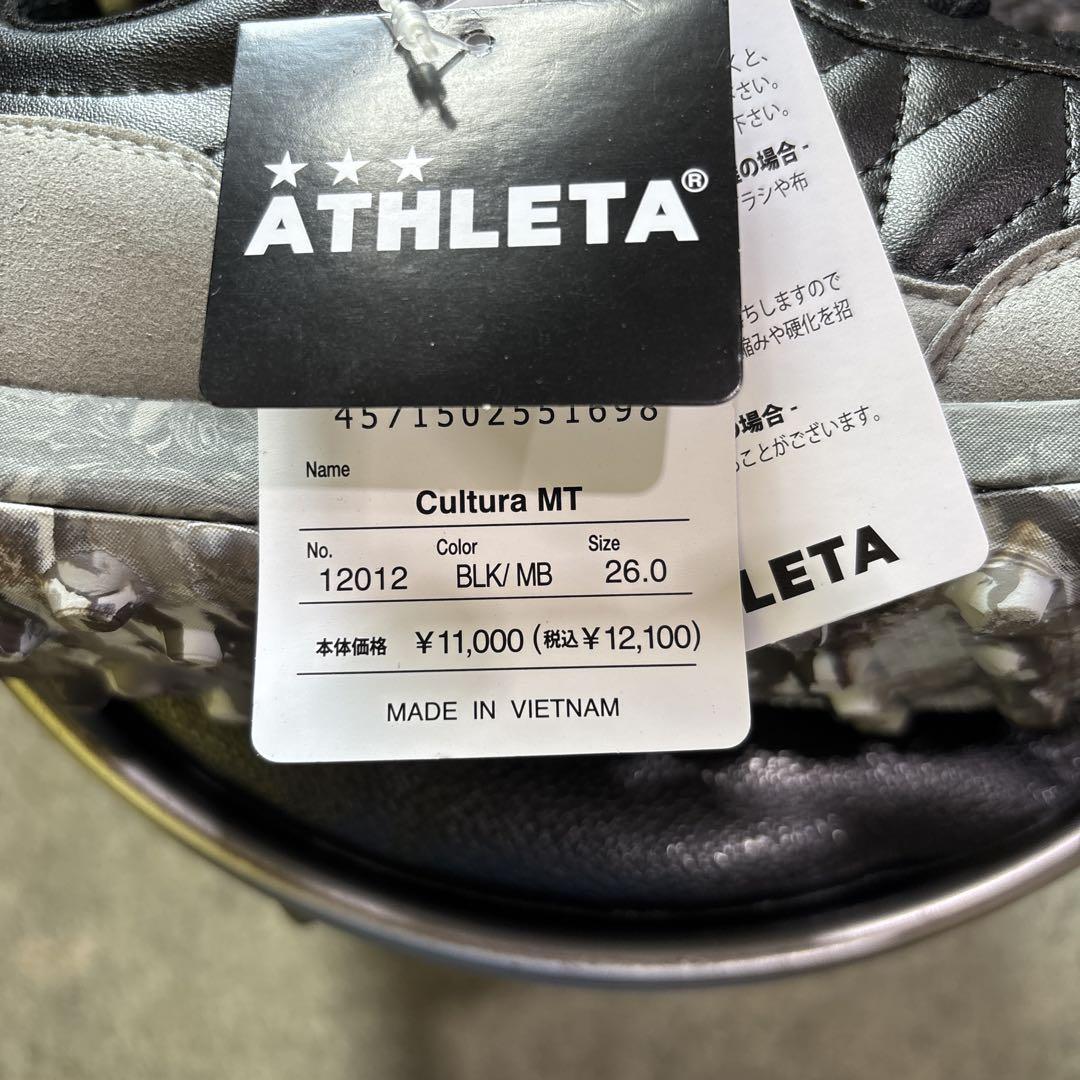 ★★★
ATHLETA®
4571502551698
Name
Cultura MT
No. Color Size
12012 BLK/MB 26.0
本体価格 ¥11,000 (税込¥12,100)
MADE IN VIETNAM
くと、
さい。
下さい。
の場合-
ラシや布
ちしますので
縮みや硬化を招
場合-
ことがございます。
LETA